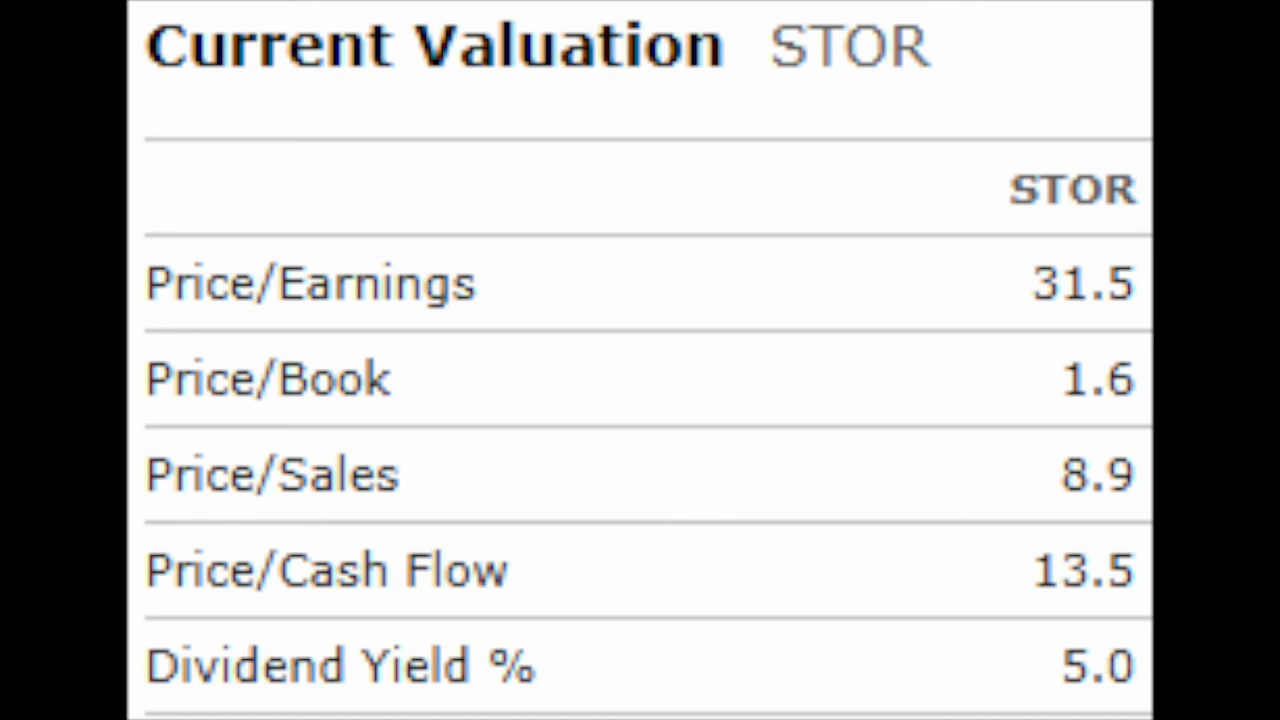 Current Valuation STOR
STOR
Price/Earnings 31.5
Price/Book 1.6
Price/Sales 8.9
Price/Cash Flow 13.5
Dividend Yield % 5.0